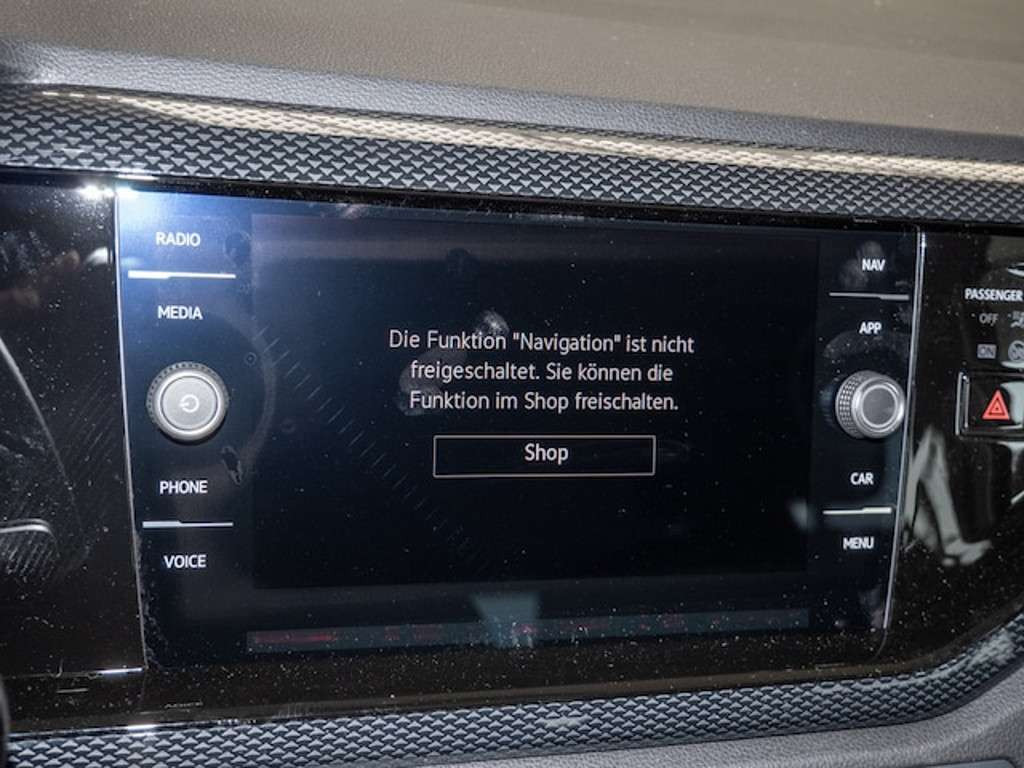 RADIO
MEDIA
PHONE
VOICE
Die Funktion "Navigation" ist nicht
freigeschaltet. Sie können die
Funktion im Shop freischalten.
Shop
NAV
APP
CAR
MENU
PASSENGER
OFF
ON